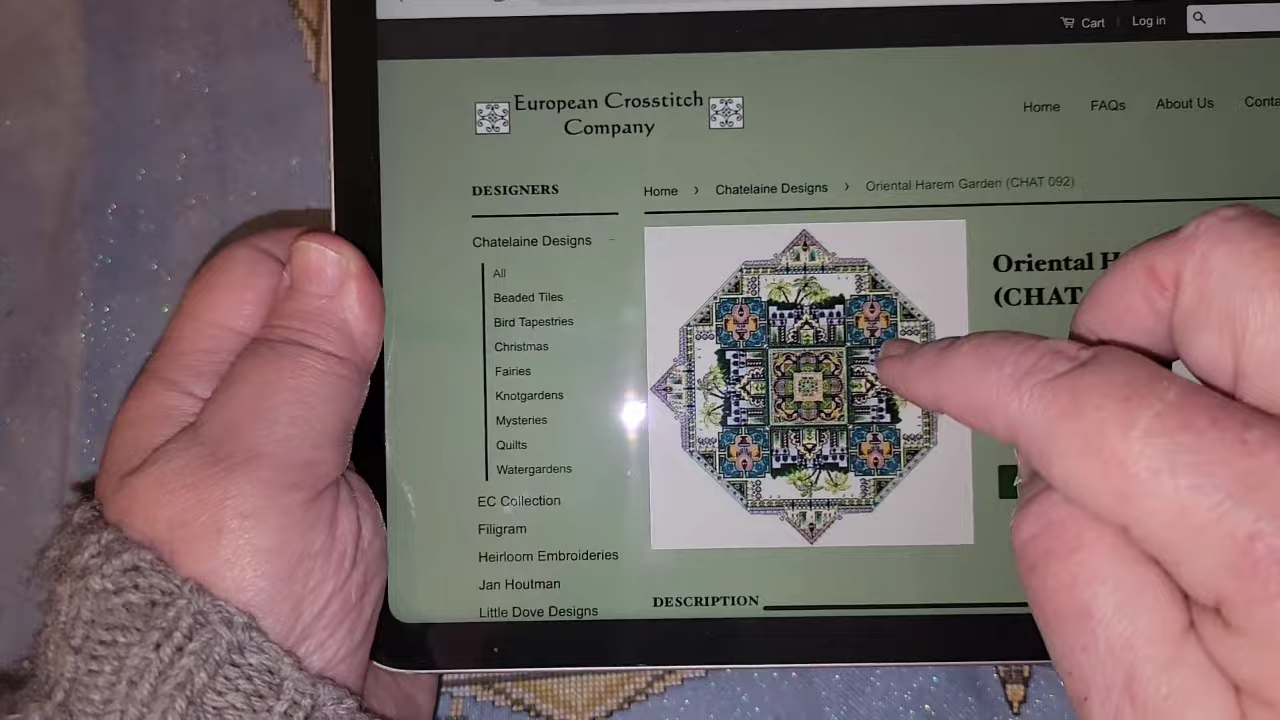 Cart
Log in
European Crosstitch
Company
Home
FAQs
About Us
DESIGNERS
Home › Chatelaine Designs › Oriental Harem Garden (CHAT 092)
Chatelaine Designs
All
Beaded Tiles
Bird Tapestries
Christmas
Fairies
Knotgardens
Mysteries
Quilts
Watergardens
EC Collection
Filigram
Heirloom Embroideries
Jan Houtman
Little Dove Designs
Oriental H
(CHAT
DESCRIPTION